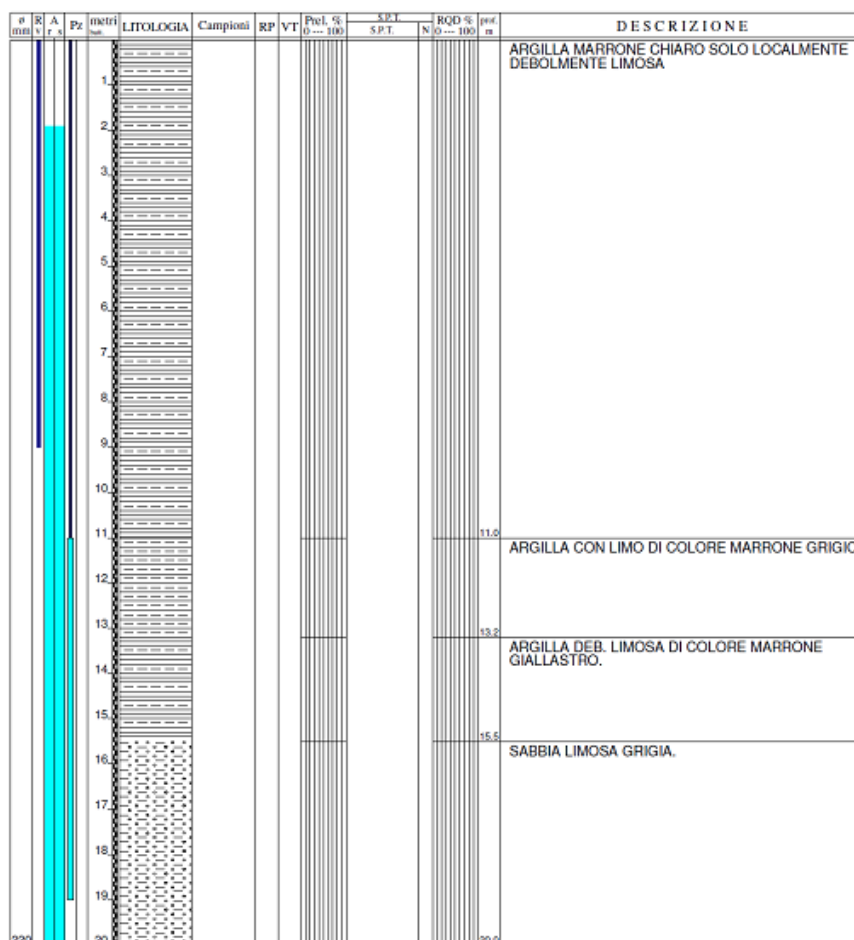 ø mm R v A r s Pz metri LITOLOGIA Campioni RP VT Prel. % 0 --- 100 S.P.T. S.P.T. N RQD % 0 --- 100 prof. m DESCRIZIONE
ARGILLA MARRONE CHIARO SOLO LOCALMENTE
DEBOLMENTE LIMOSA
1
2
3
4
5
6
7
8
9
10
11 11.0
ARGILLA CON LIMO DI COLORE MARRONE GRIGIO
12
13 13.2
ARGILLA DEB. LIMOSA DI COLORE MARRONE
GIALLASTRO.
14
15 15.5
SABBIA LIMOSA GRIGIA.
16
17
18
19